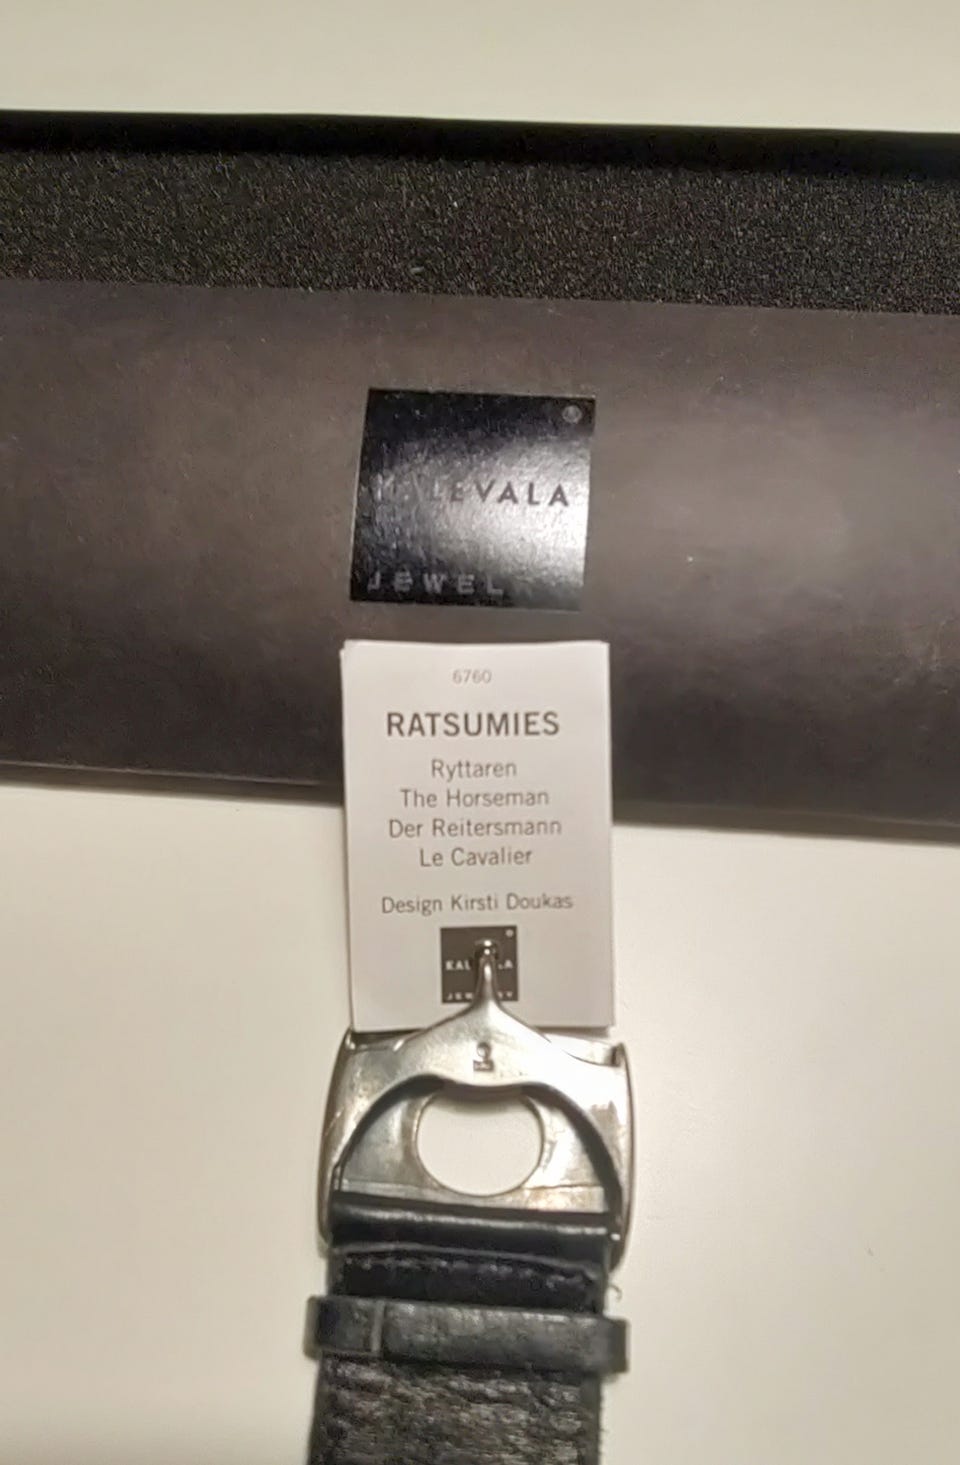 ®
KALEVALA
JEWEL
6760
RATSUMIES
Ryttaren
The Horseman
Der Reitersmann
Le Cavalier
Design Kirsti Doukas